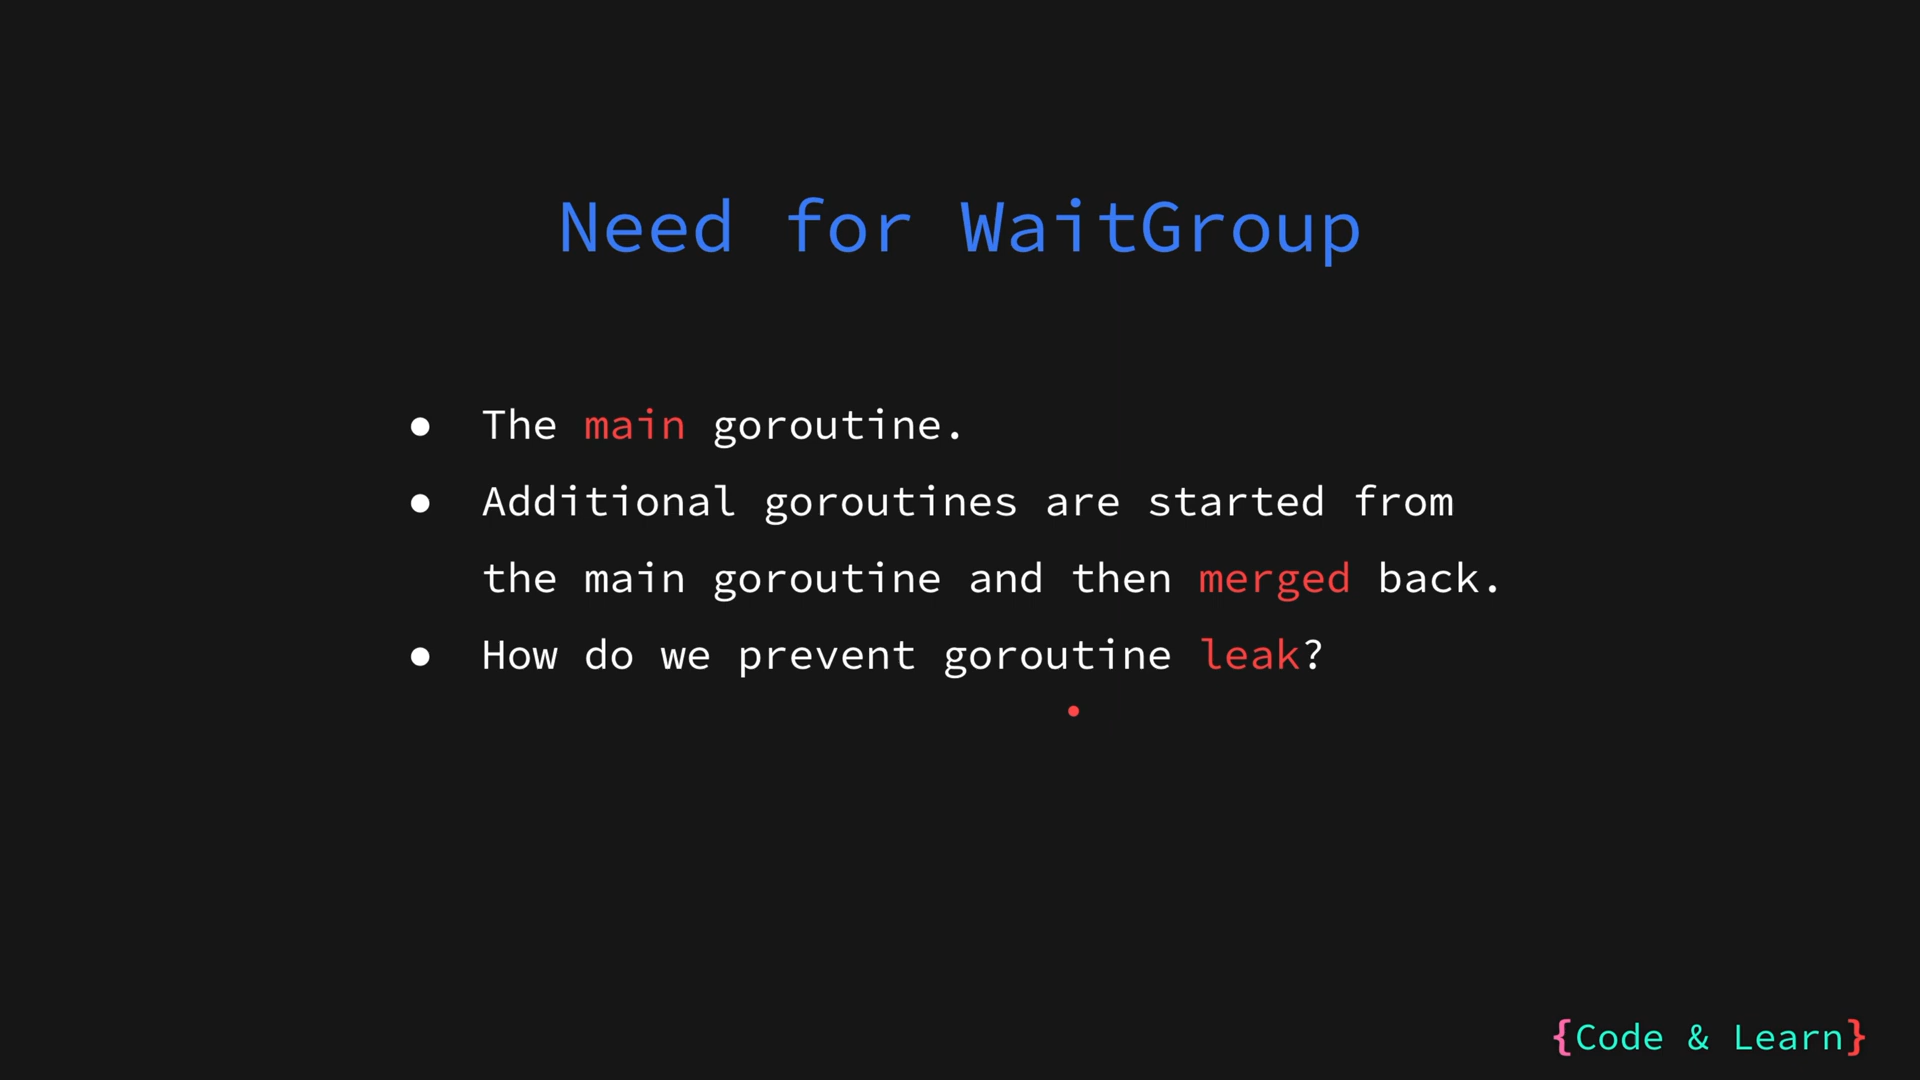 Need for WaitGroup
● The main goroutine.
● Additional goroutines are started from
the main goroutine and then merged back.
● How do we prevent goroutine leak?
{Code & Learn}